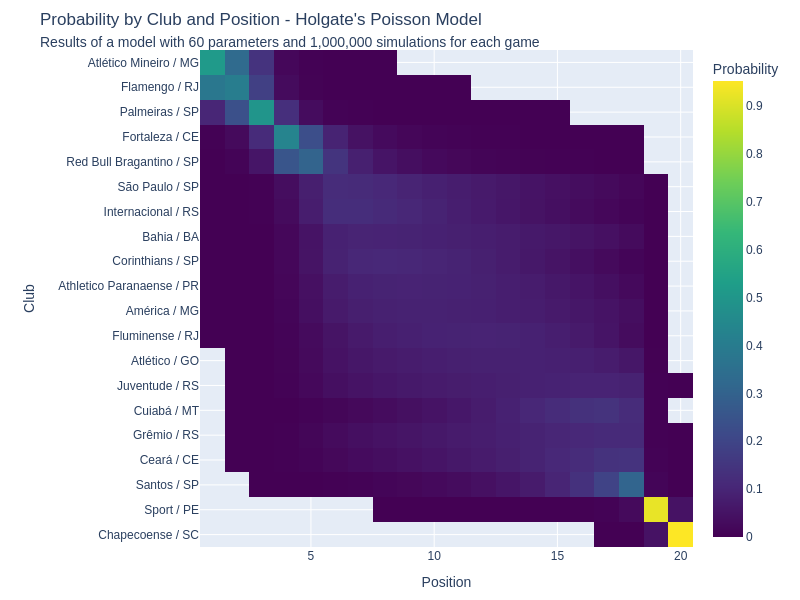 Probability by Club and Position - Holgate's Poisson Model
Results of a model with 60 parameters and 1,000,000 simulations for each game
Probability
Club
Atlético Mineiro / MG
Flamengo / RJ
Palmeiras / SP
Fortaleza / CE
Red Bull Bragantino / SP
São Paulo / SP
Internacional / RS
Bahia / BA
Corinthians / SP
Athletico Paranaense / PR
América / MG
Fluminense / RJ
Atlético / GO
Juventude / RS
Cuiabá / MT
Grêmio / RS
Ceará / CE
Santos / SP
Sport / PE
Chapecoense / SC
0.9
0.8
0.7
0.6
0.5
0.4
0.3
0.2
0.1
0
5 10 15 20
Position